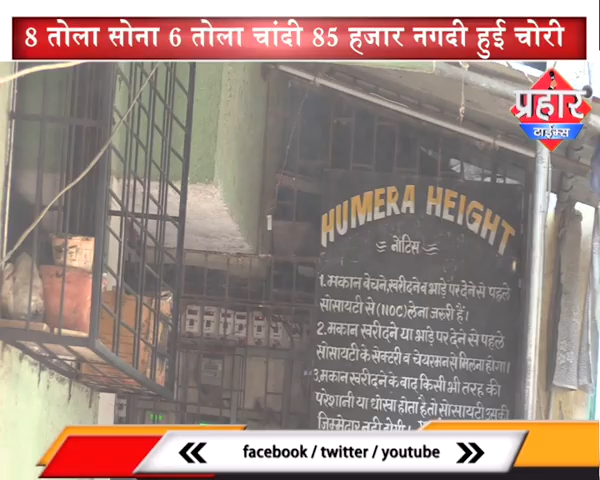 8 तोला सोना 6 तोला चांदी 85 हजार नगदी हुई चोरी
प्रहार
टाईम्स
HUMERA HEIGHT
नोटिस
1. मकान बेचने, खरीदने व भाड़े पर देने से पहले
सोसायटी से (NOC) लेना जरुरी है।
2. मकान खरीदने या भाड़े पर देने से पहले
सोसायटी के सेक्टरी व चेयरमन से मिलना होगा।
3. मकान खरीदने के बाद किसी भी तरह की
परेशानी या धोखा होता है, तो सोसायटी उसकी
जिम्मेदार नही होगी।
facebook / twitter / youtube